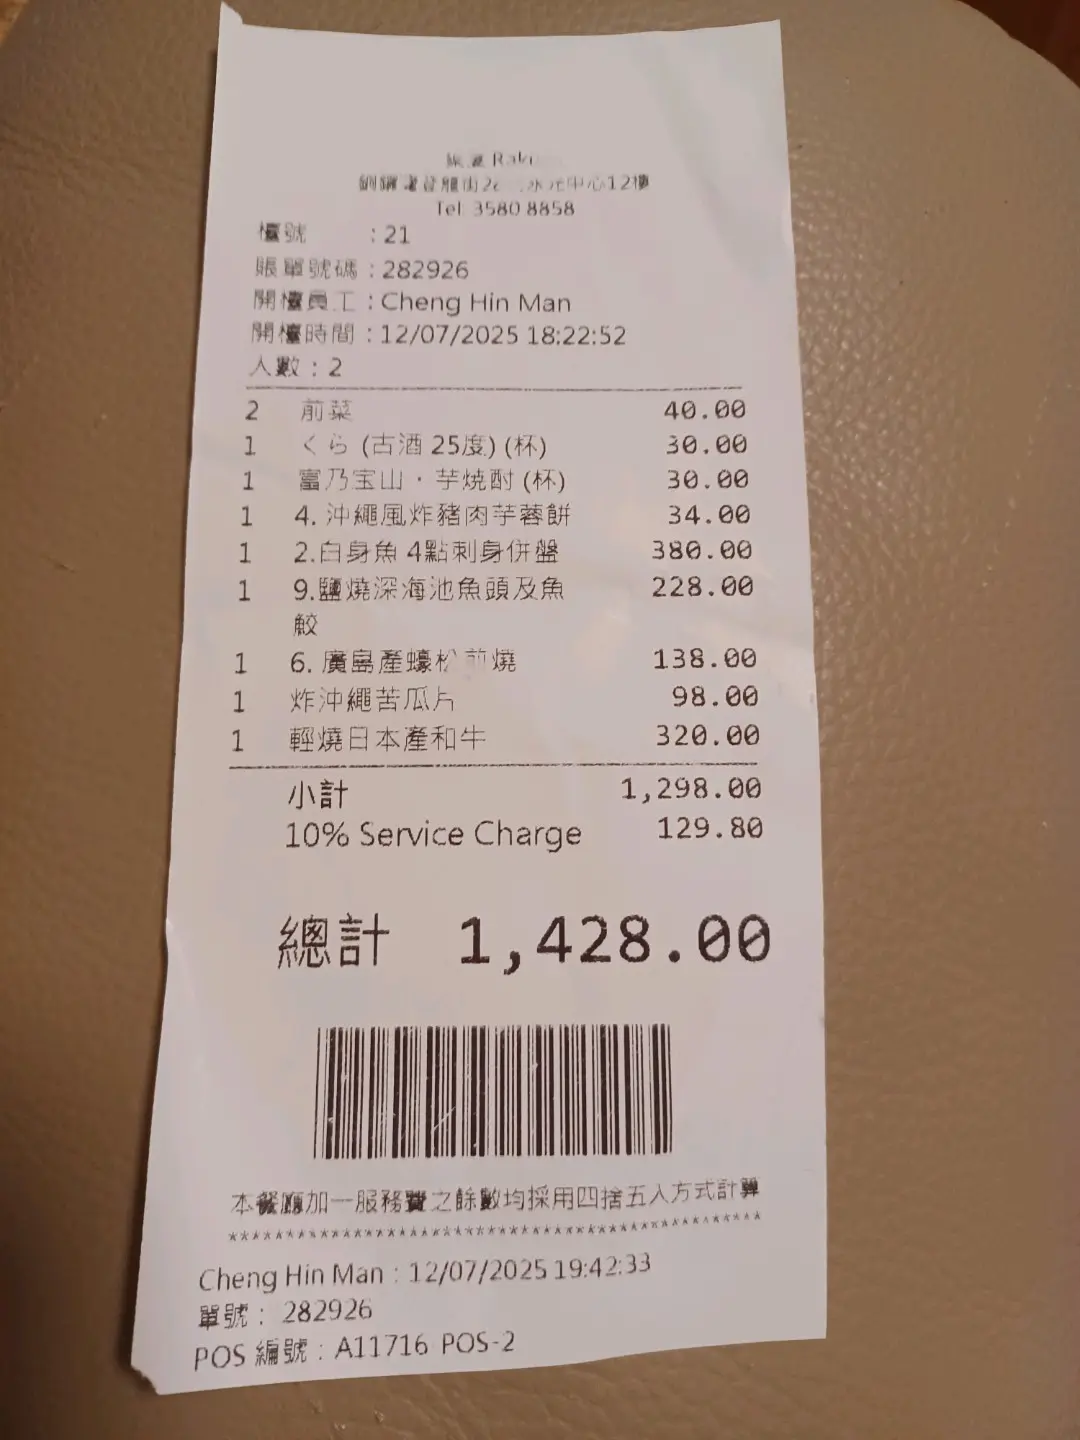 Tel: 3580 8858
檯號 : 21
賬單號碼 : 282926
開檯員工 : Cheng Hin Man
開檯時間 : 12/07/2025 18:22:52
人數 : 2
2 前菜 40.00
1 くら (古酒 25度) (杯) 30.00
1 富乃宝山・芋焼酎 (杯) 30.00
1 4. 沖繩風炸豬肉芋蓉餅 34.00
1 2.白身魚 4點刺身併盤 380.00
1 9.鹽燒深海池魚頭及魚 228.00
鮫
1 6. 廣島產蠔松前燒 138.00
1 炸沖繩苦瓜片 98.00
1 輕燒日本產和牛 320.00
小計 1,298.00
10% Service Charge 129.80
總計 1,428.00
本餐廳加一服務費之餘數均採用四捨五入方式計算
********************************************
Cheng Hin Man : 12/07/2025 19:42:33
單號 : 282926
POS 編號 : A11716 POS-2